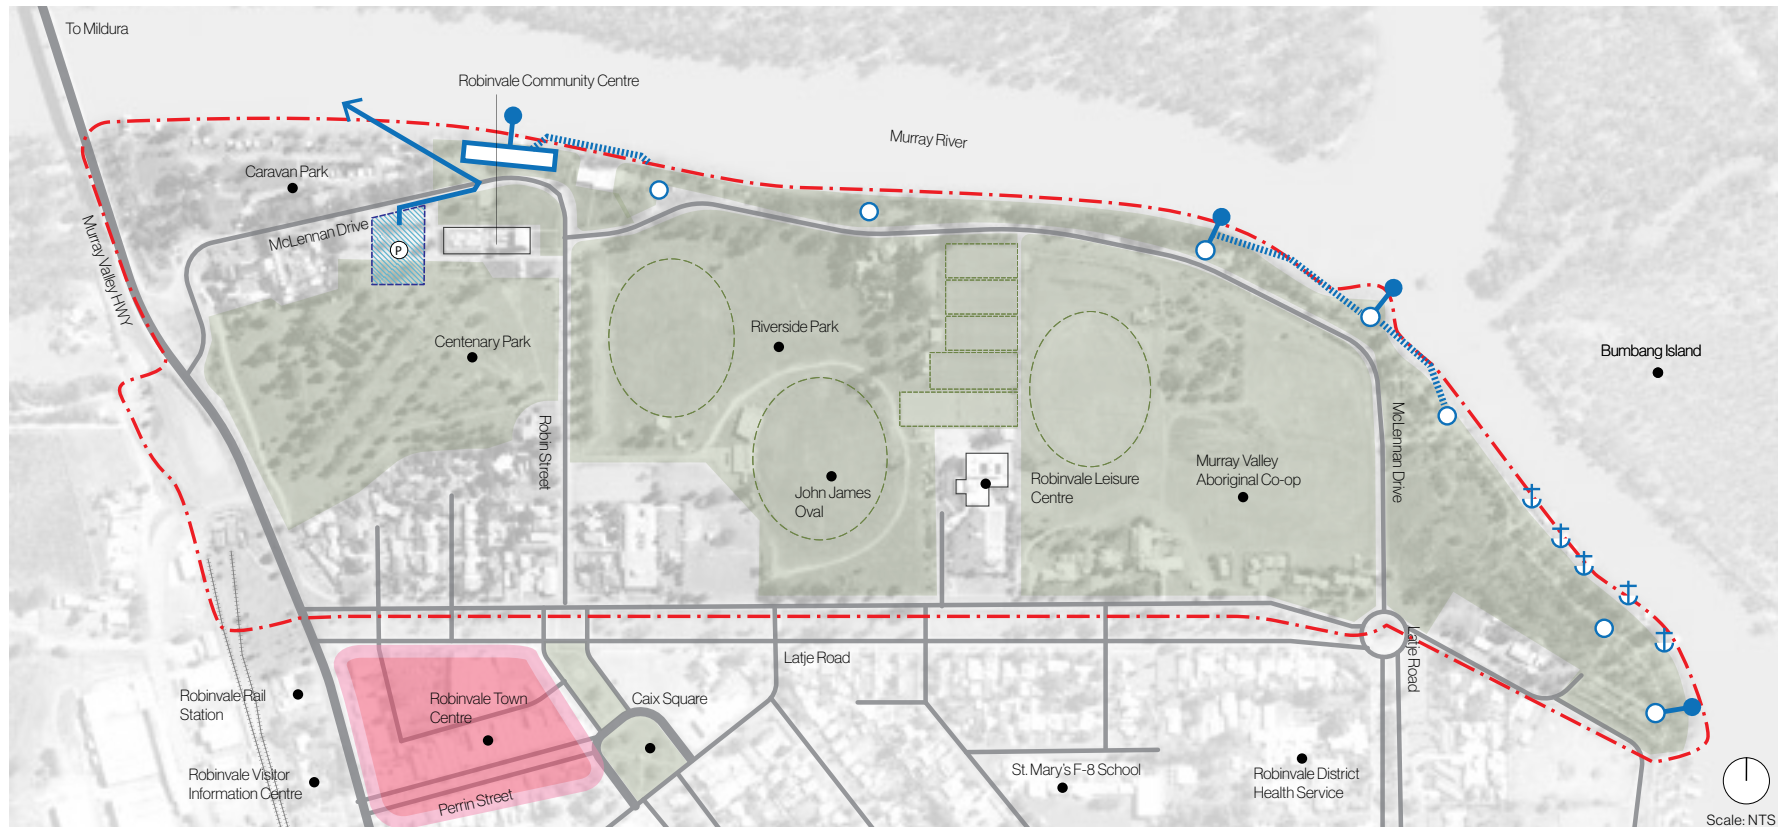 To Mildura
Robinvale Community Centre
Murray River
Caravan Park
McLennan Drive
P
Murray Valley HWY
Centenary Park
Riverside Park
Bumbang Island
Robin Street
McLennan Drive
John James
Oval
Robinvale Leisure
Centre
Murray Valley
Aboriginal Co-op
Latje Road
Latje Road
Robinvale Rail
Station
Robinvale Town
Centre
Caix Square
Robinvale Visitor
Information Centre
Perrin Street
St. Mary's F-8 School
Robinvale District
Health Service
Scale: NTS